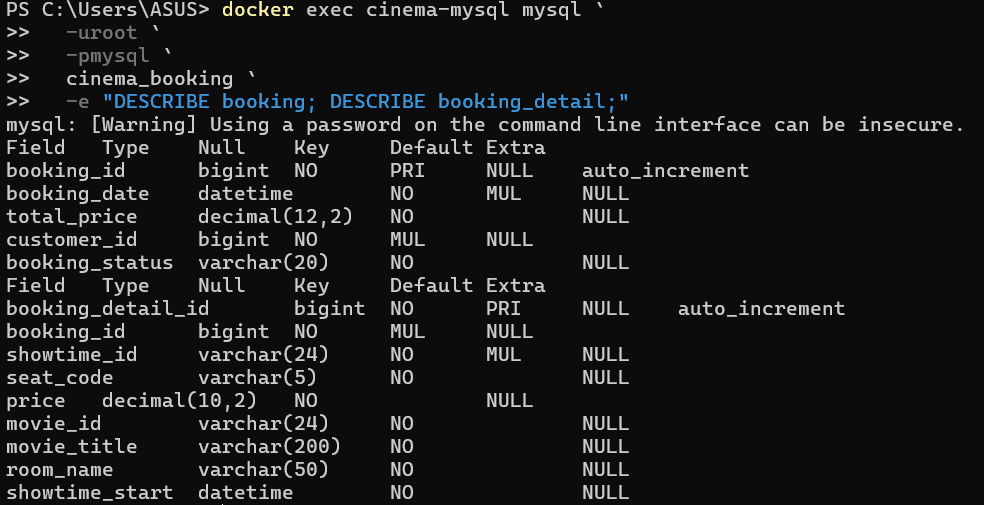 PS C:\Users\ASUS> docker exec cinema-mysql mysql `
>>   -uroot `
>>   -pmysql `
>>   cinema_booking `
>>   -e "DESCRIBE booking; DESCRIBE booking_detail;"
mysql: [Warning] Using a password on the command line interface can be insecure.
Field   Type    Null    Key     Default Extra
booking_id      bigint  NO      PRI     NULL    auto_increment
booking_date    datetime        NO      MUL     NULL
total_price     decimal(12,2)   NO              NULL
customer_id     bigint  NO      MUL     NULL
booking_status  varchar(20)     NO              NULL
Field   Type    Null    Key     Default Extra
booking_detail_id       bigint  NO      PRI     NULL    auto_increment
booking_id      bigint  NO      MUL     NULL
showtime_id     varchar(24)     NO      MUL     NULL
seat_code       varchar(5)      NO              NULL
price   decimal(10,2)   NO              NULL
movie_id        varchar(24)     NO              NULL
movie_title     varchar(200)    NO              NULL
room_name       varchar(50)     NO              NULL
showtime_start  datetime        NO              NULL